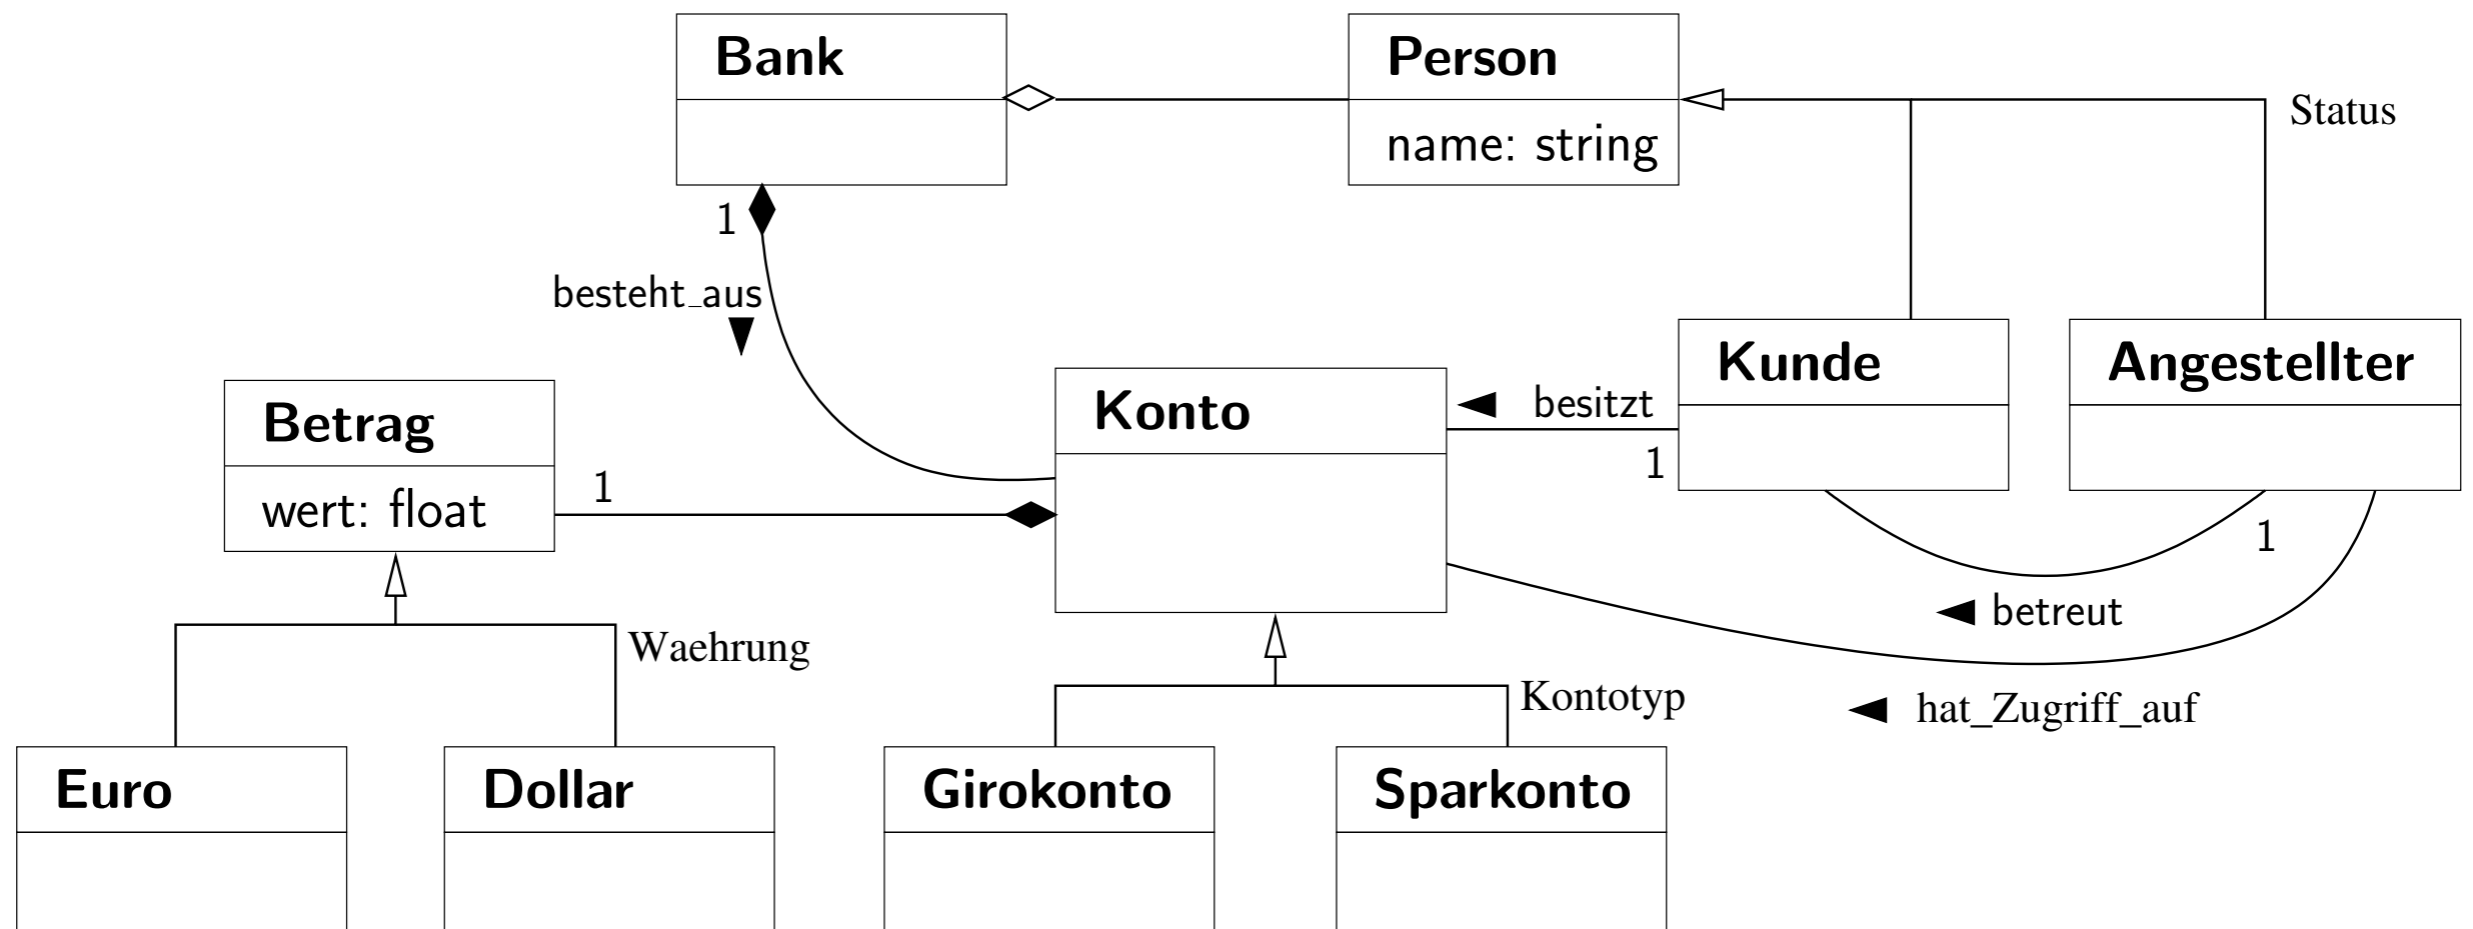 Bank
Person
name: string
Status
1
besteht_aus
Kunde
Angestellter
Betrag
wert: float
1
Konto
besitzt
1
1
betreut
Waehrung
Kontotyp
hat_Zugriff_auf
Euro
Dollar
Girokonto
Sparkonto